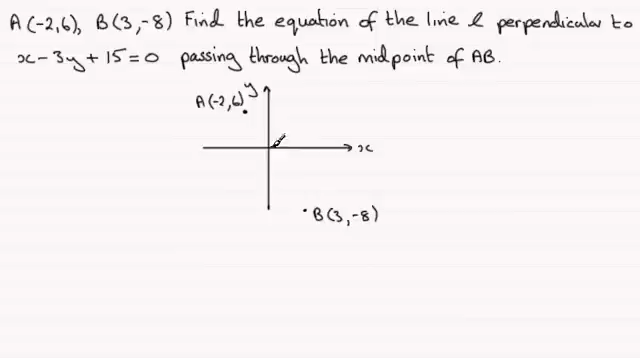 A(-2,6), B(3,-8) Find the equation of the line l perpendicular to
x-3y+15=0 passing through the midpoint of AB.
y
A(-2,6)
x
B(3,-8)